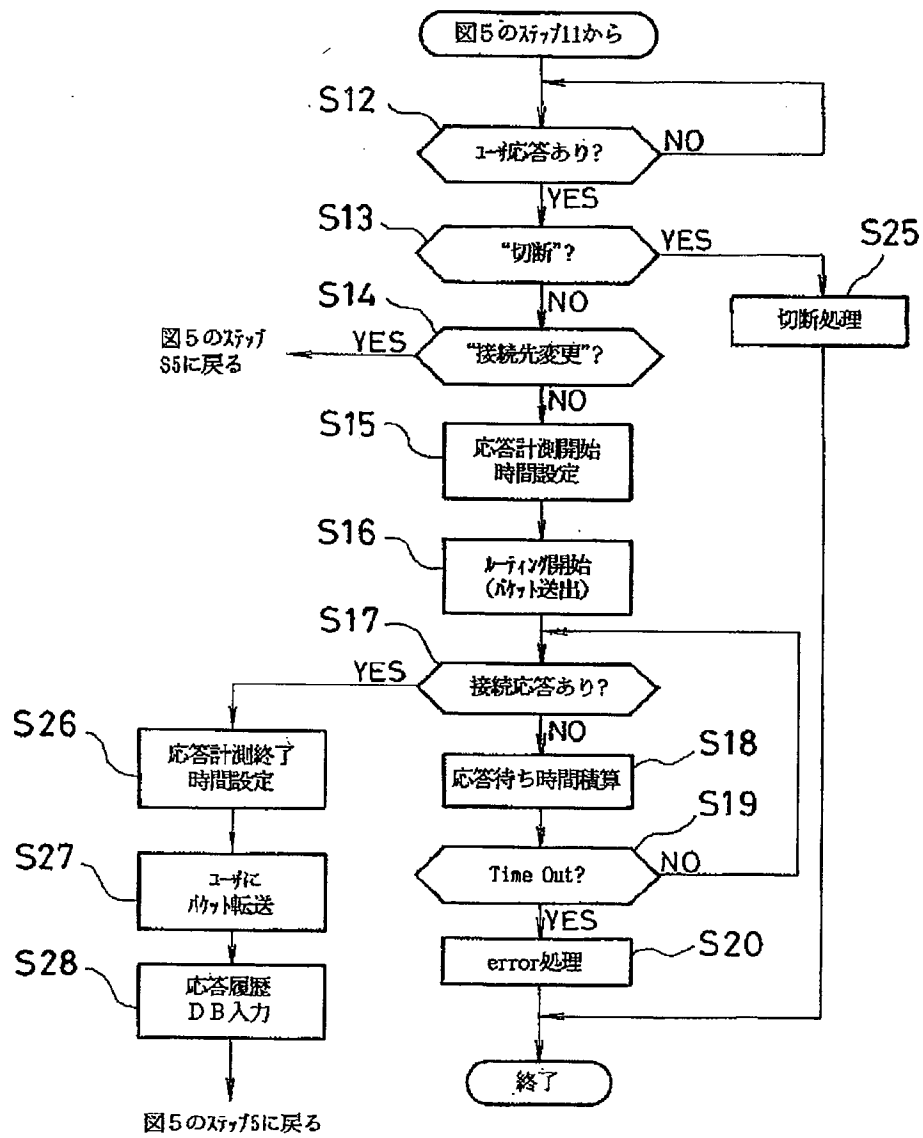 図5のステップ11から
S12
ユーザ応答あり?
NO
YES
S13
“切断”?
YES
S25
切断処理
NO
S14
図5のステップ
S5に戻る
YES
“接続先変更”?
NO
S15
応答計測開始
時間設定
S16
ルーティング開始
(パケット送出)
S17
YES
接続応答あり?
NO
S26
応答計測終了
時間設定
S18
応答待ち時間積算
S19
Time Out?
NO
YES
S27
ユーザに
パケット転送
S20
error処理
S28
応答履歴
DB入力
終了
図5のステップ5に戻る